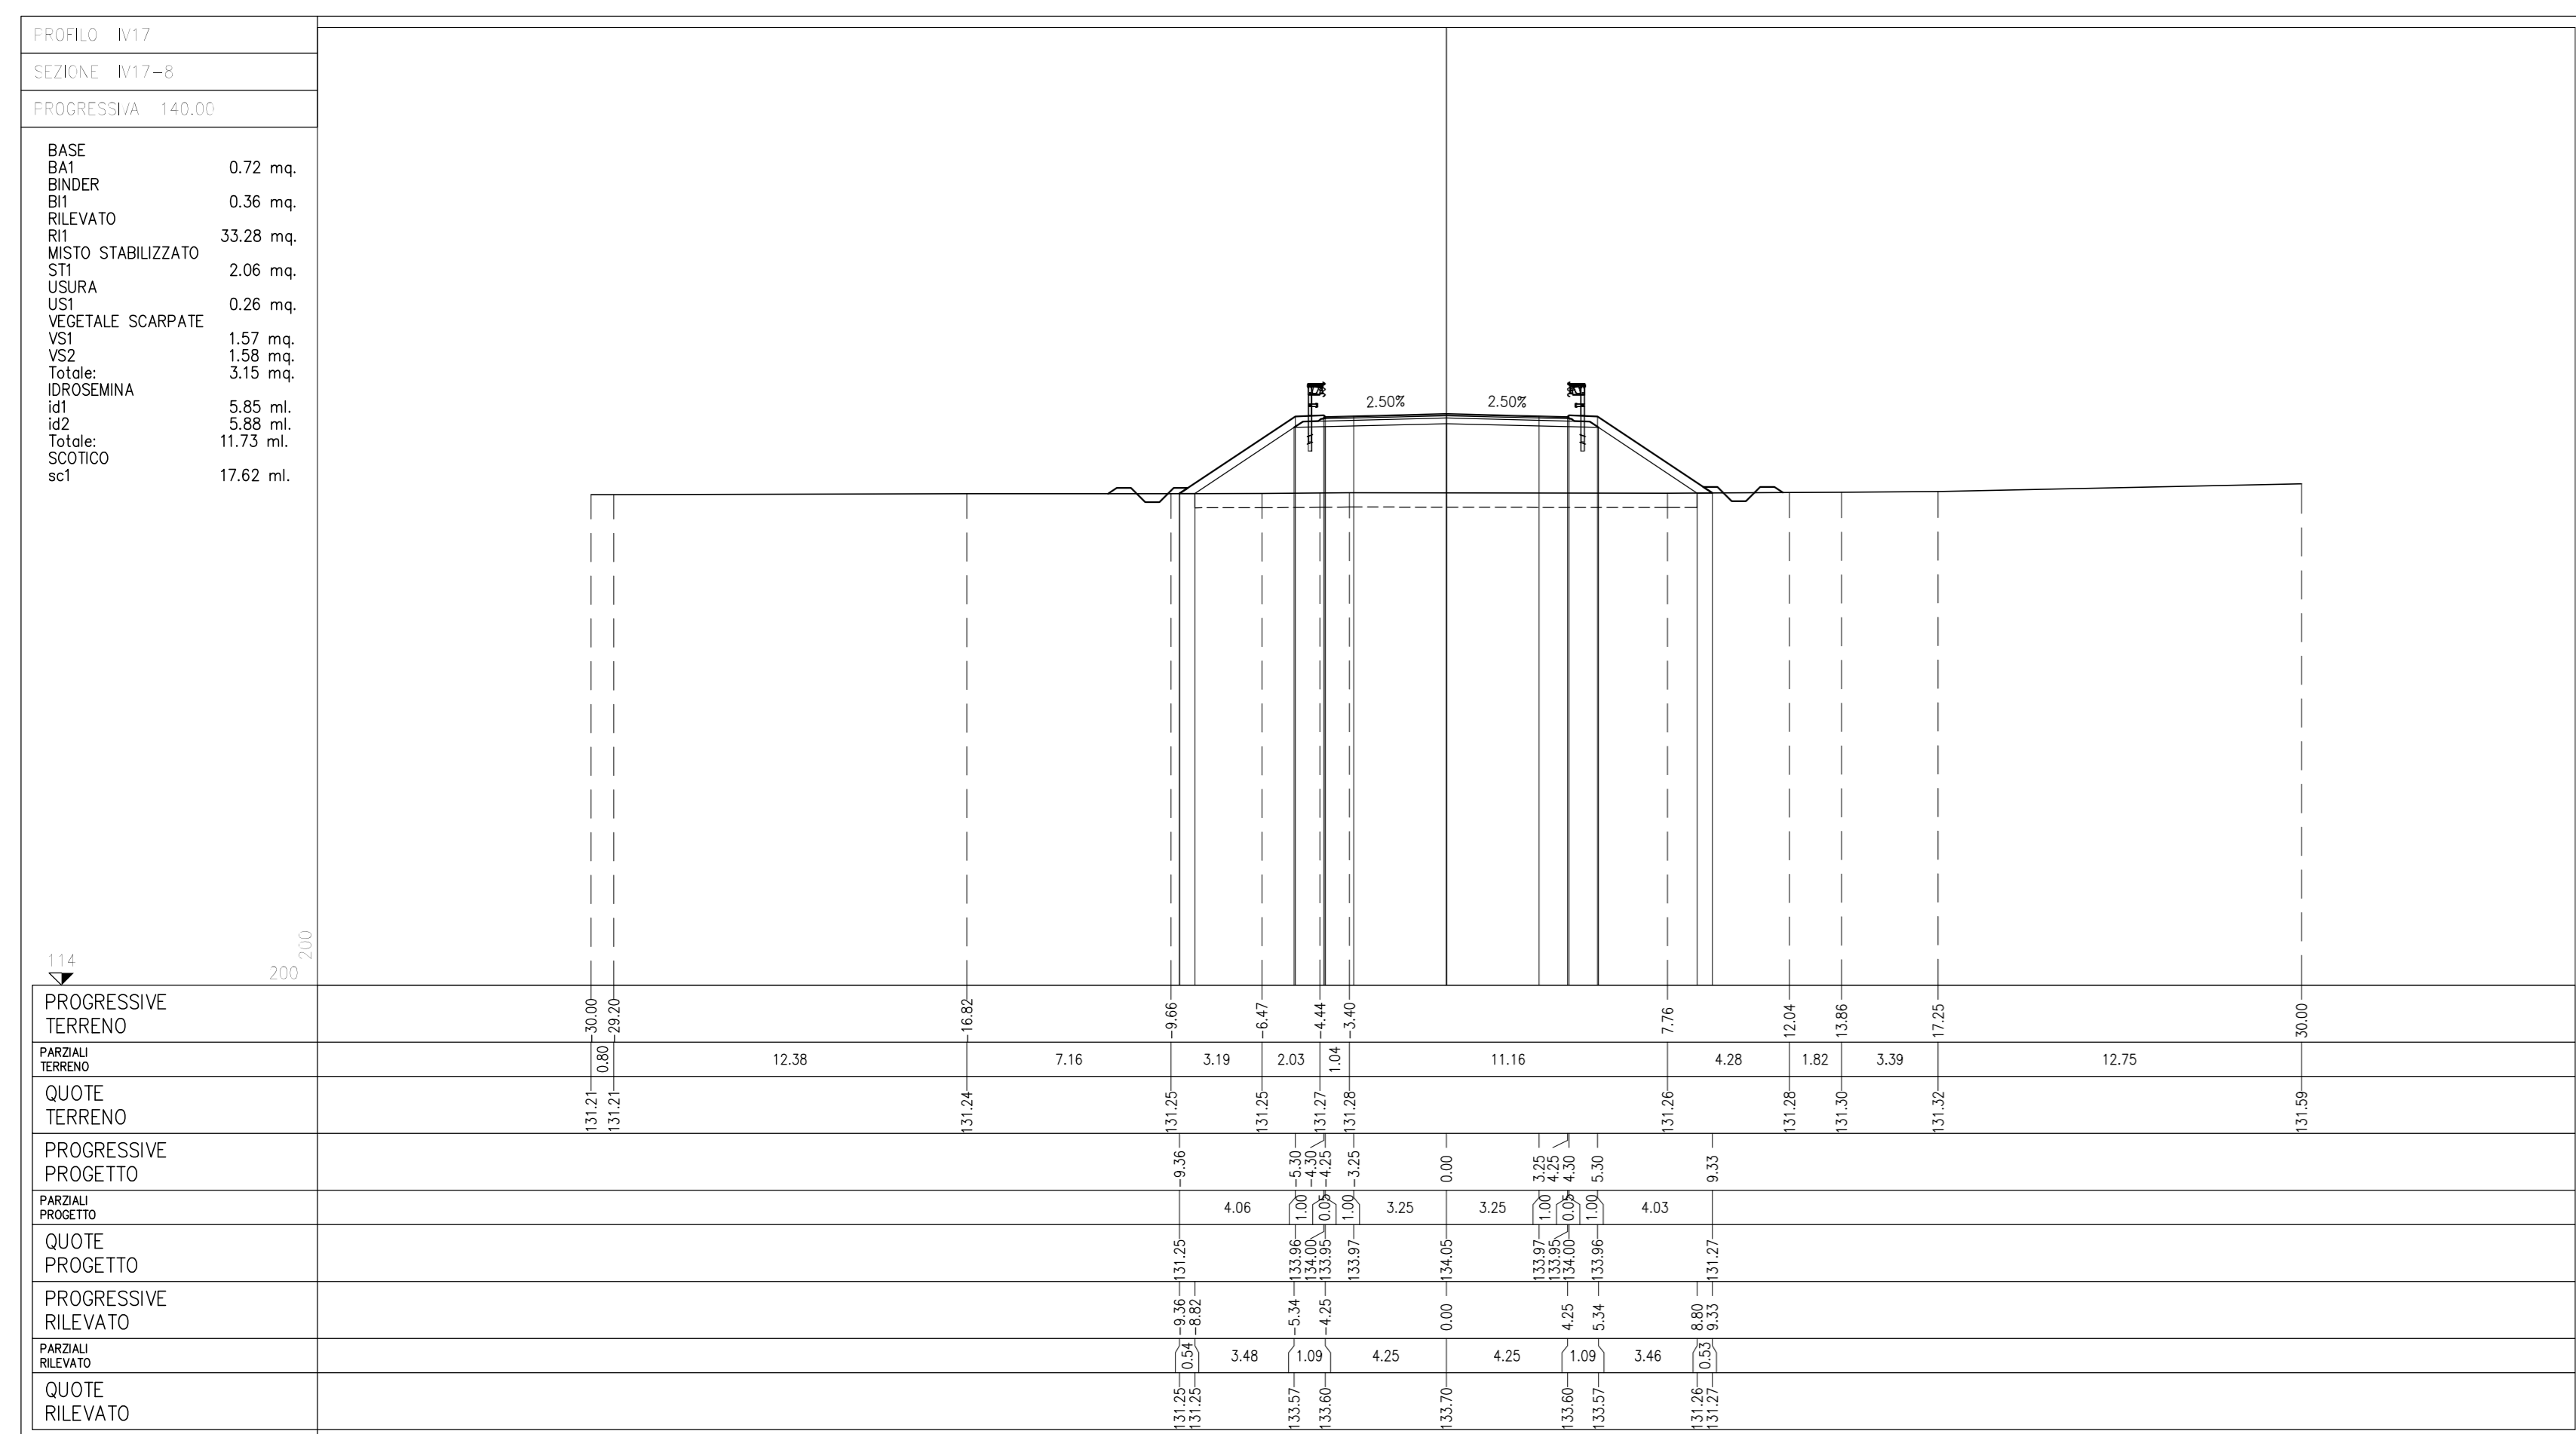 PROFILO IV17
SEZIONE IV17-8
PROGRESSIVA 140.00
BASE
BA1 0.72 mq.
BINDER
BI1 0.36 mq.
RILEVATO
RI1 33.28 mq.
MISTO STABILIZZATO
ST1 2.06 mq.
USURA
US1 0.26 mq.
VEGETALE SCARPATE
VS1 1.57 mq.
VS2 1.58 mq.
Totale: 3.15 mq.
IDROSEMINA
id1 5.85 ml.
id2 5.88 ml.
Totale: 11.73 ml.
SCOTICO
sc1 17.62 ml.
2.50% 2.50%
200
114
200
PROGRESSIVE
TERRENO
-30.00 -29.20 -16.82 -9.66 -6.47 -4.44 -3.40 7.76 12.04 13.86 17.25 30.00
PARZIALI
TERRENO
0.80 12.38 7.16 3.19 2.03 1.04 11.16 4.28 1.82 3.39 12.75
QUOTE
TERRENO
131.21 131.21 131.24 131.25 131.25 131.27 131.28 131.26 131.28 131.30 131.32 131.59
PROGRESSIVE
PROGETTO
-9.36 -5.30 -4.30 -4.25 -3.25 0.00 3.25 4.25 4.30 5.30 9.33
PARZIALI
PROGETTO
4.06 1.00 0.05 1.00 3.25 3.25 1.00 0.05 1.00 4.03
QUOTE
PROGETTO
131.25 133.96 134.00 133.95 133.97 134.05 133.97 133.95 134.00 133.96 131.27
PROGRESSIVE
RILEVATO
-9.36 -8.82 -5.34 -4.25 0.00 4.25 5.34 8.80 9.33
PARZIALI
RILEVATO
0.54 3.48 1.09 4.25 4.25 1.09 3.46 0.53
QUOTE
RILEVATO
131.25 131.25 133.57 133.60 133.70 133.60 133.57 131.26 131.27